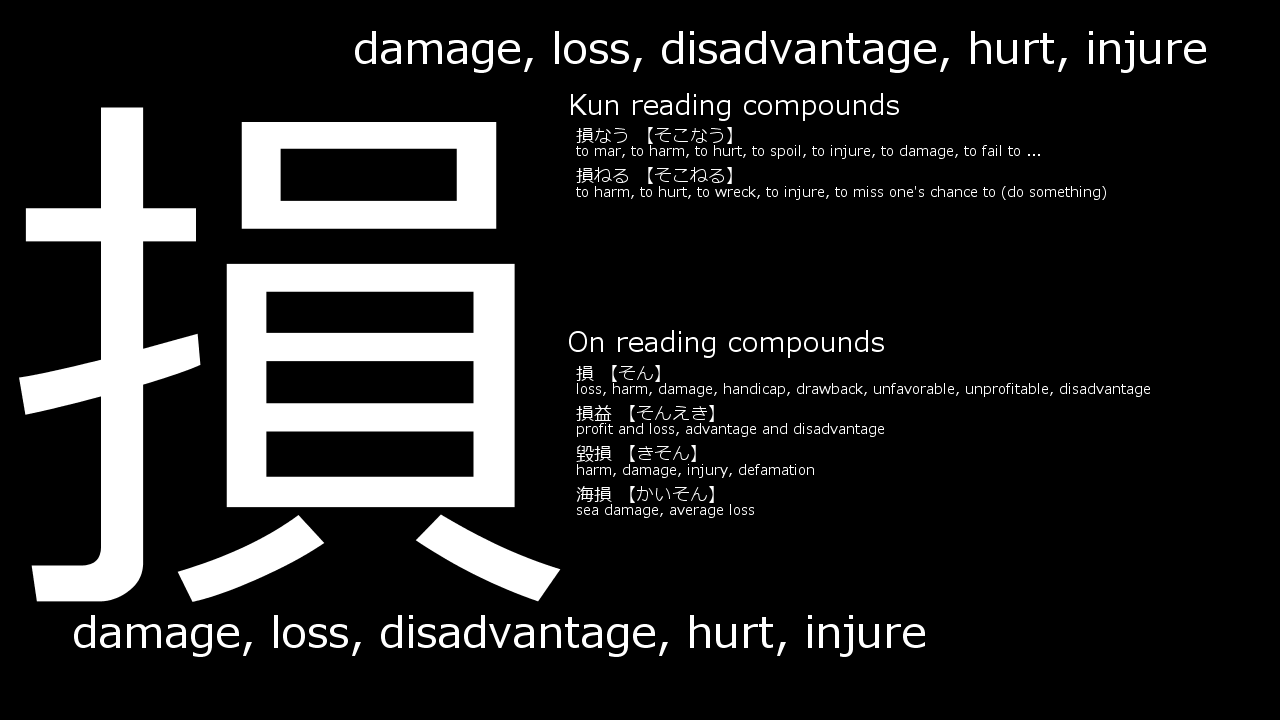 damage, loss, disadvantage, hurt, injure
損
Kun reading compounds
損なう 【そこなう】
to mar, to harm, to hurt, to spoil, to injure, to damage, to fail to ...
損ねる 【そこねる】
to harm, to hurt, to wreck, to injure, to miss one's chance to (do something)
On reading compounds
損 【そん】
loss, harm, damage, handicap, drawback, unfavorable, unprofitable, disadvantage
損益 【そんえき】
profit and loss, advantage and disadvantage
毀損 【きそん】
harm, damage, injury, defamation
海損 【かいそん】
sea damage, average loss
damage, loss, disadvantage, hurt, injure